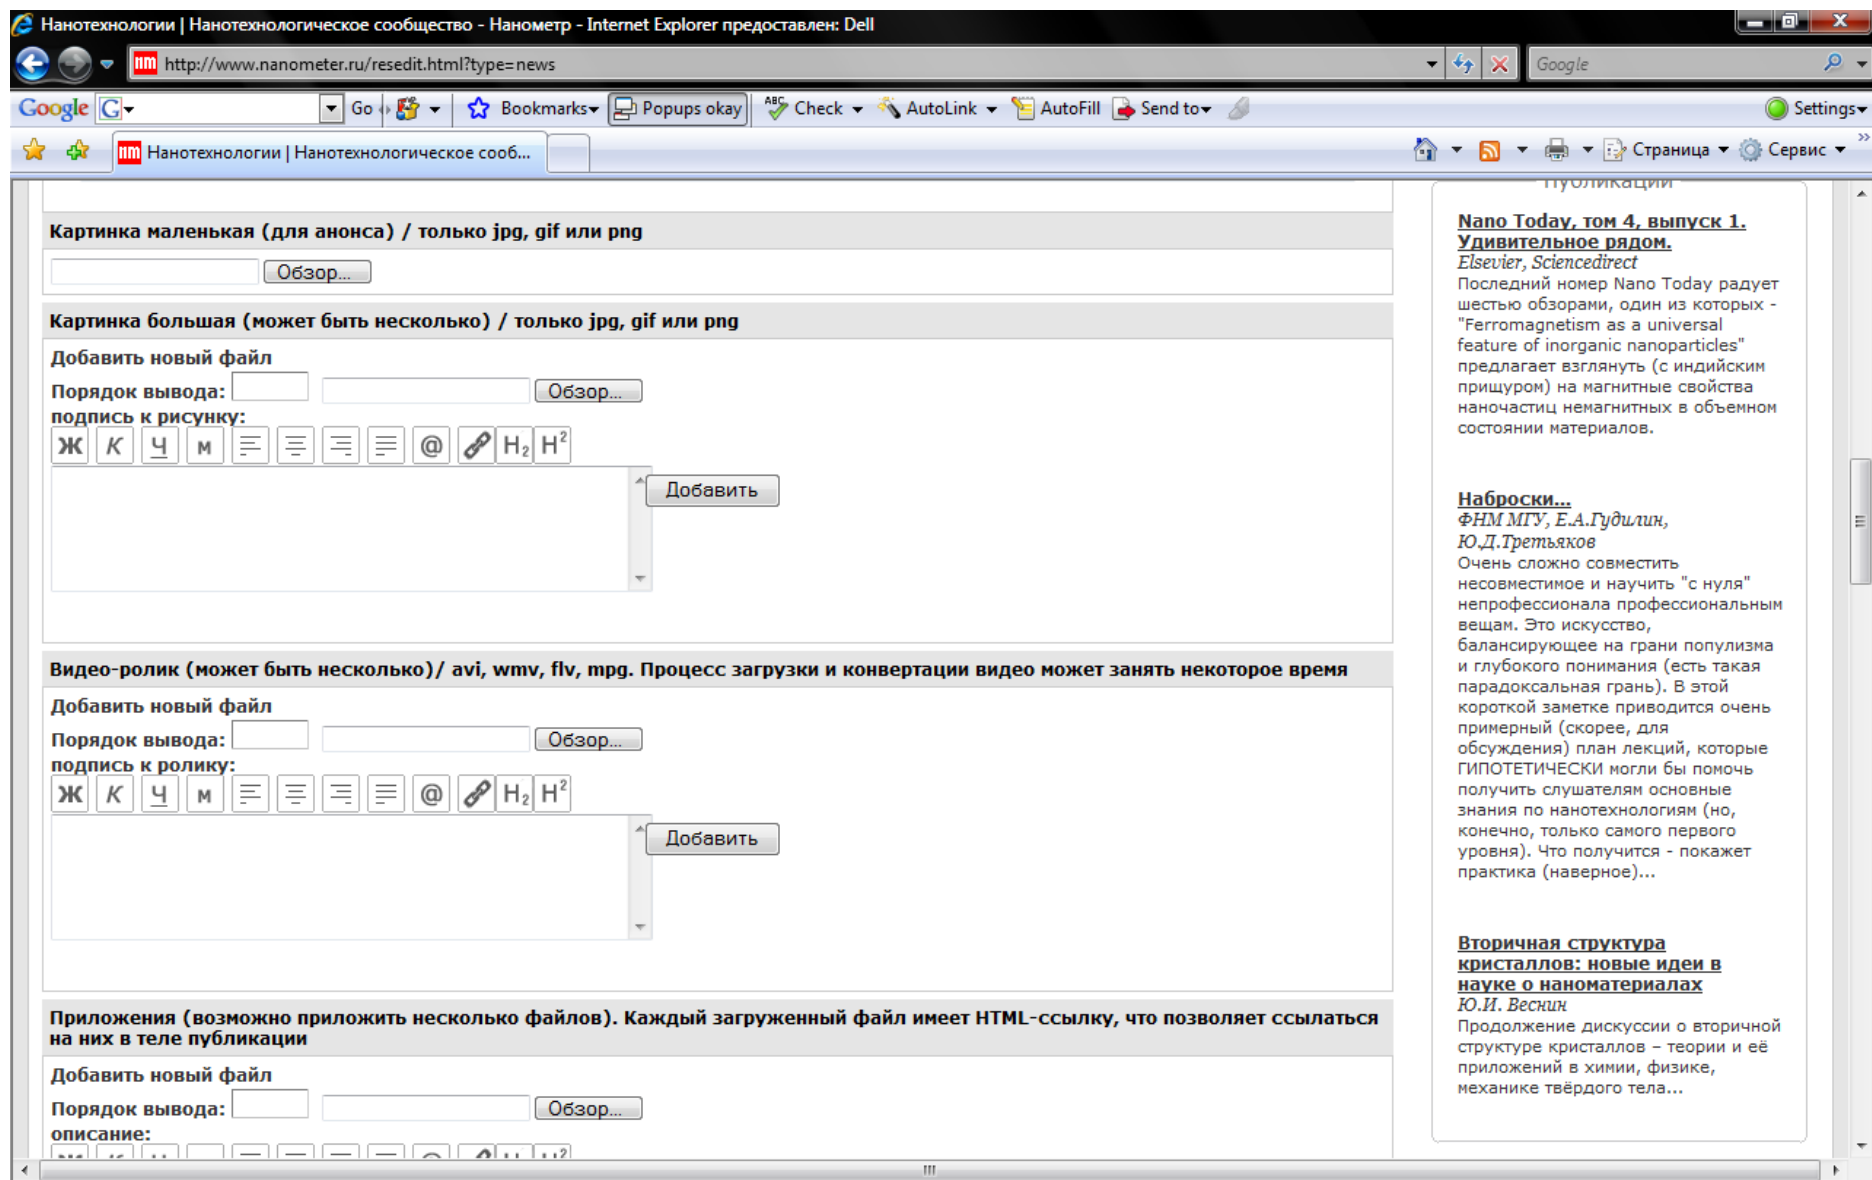 Нанотехнологии | Нанотехнологическое сообщество - Нанометр - Internet Explorer предоставлен: Dell
nm http://www.nanometer.ru/resedit.html?type=news
Google
Google G Go Bookmarks Popups okay ABC Check AutoLink AutoFill Send to Settings
nm Нанотехнологии | Нанотехнологическое сооб...
Страница Сервис
Картинка маленькая (для анонса) / только jpg, gif или png
Обзор...
Картинка большая (может быть несколько) / только jpg, gif или png
Добавить новый файл
Порядок вывода: Обзор...
подпись к рисунку:
Ж К Ч м @ H₂ H²
Добавить
Видео-ролик (может быть несколько)/ avi, wmv, flv, mpg. Процесс загрузки и конвертации видео может занять некоторое время
Добавить новый файл
Порядок вывода: Обзор...
подпись к ролику:
Ж К Ч м @ H₂ H²
Добавить
Приложения (возможно приложить несколько файлов). Каждый загруженный файл имеет HTML-ссылку, что позволяет ссылаться
на них в теле публикации
Добавить новый файл
Порядок вывода: Обзор...
описание:
Публикации
Nano Today, том 4, выпуск 1.
Удивительное рядом.
Elsevier, Sciencedirect
Последний номер Nano Today радует
шестью обзорами, один из которых -
"Ferromagnetism as a universal
feature of inorganic nanoparticles"
предлагает взглянуть (с индийским
прищуром) на магнитные свойства
наночастиц немагнитных в объемном
состоянии материалов.
Наброски...
ФНМ МГУ, Е.А.Гудилин,
Ю.Д.Третьяков
Очень сложно совместить
несовместимое и научить "с нуля"
непрофессионала профессиональным
вещам. Это искусство,
балансирующее на грани популизма
и глубокого понимания (есть такая
парадоксальная грань). В этой
короткой заметке приводится очень
примерный (скорее, для
обсуждения) план лекций, которые
ГИПОТЕТИЧЕСКИ могли бы помочь
получить слушателям основные
знания по нанотехнологиям (но,
конечно, только самого первого
уровня). Что получится - покажет
практика (наверное)...
Вторичная структура
кристаллов: новые идеи в
науке о наноматериалах
Ю.И. Веснин
Продолжение дискуссии о вторичной
структуре кристаллов – теории и её
приложений в химии, физике,
механике твёрдого тела...